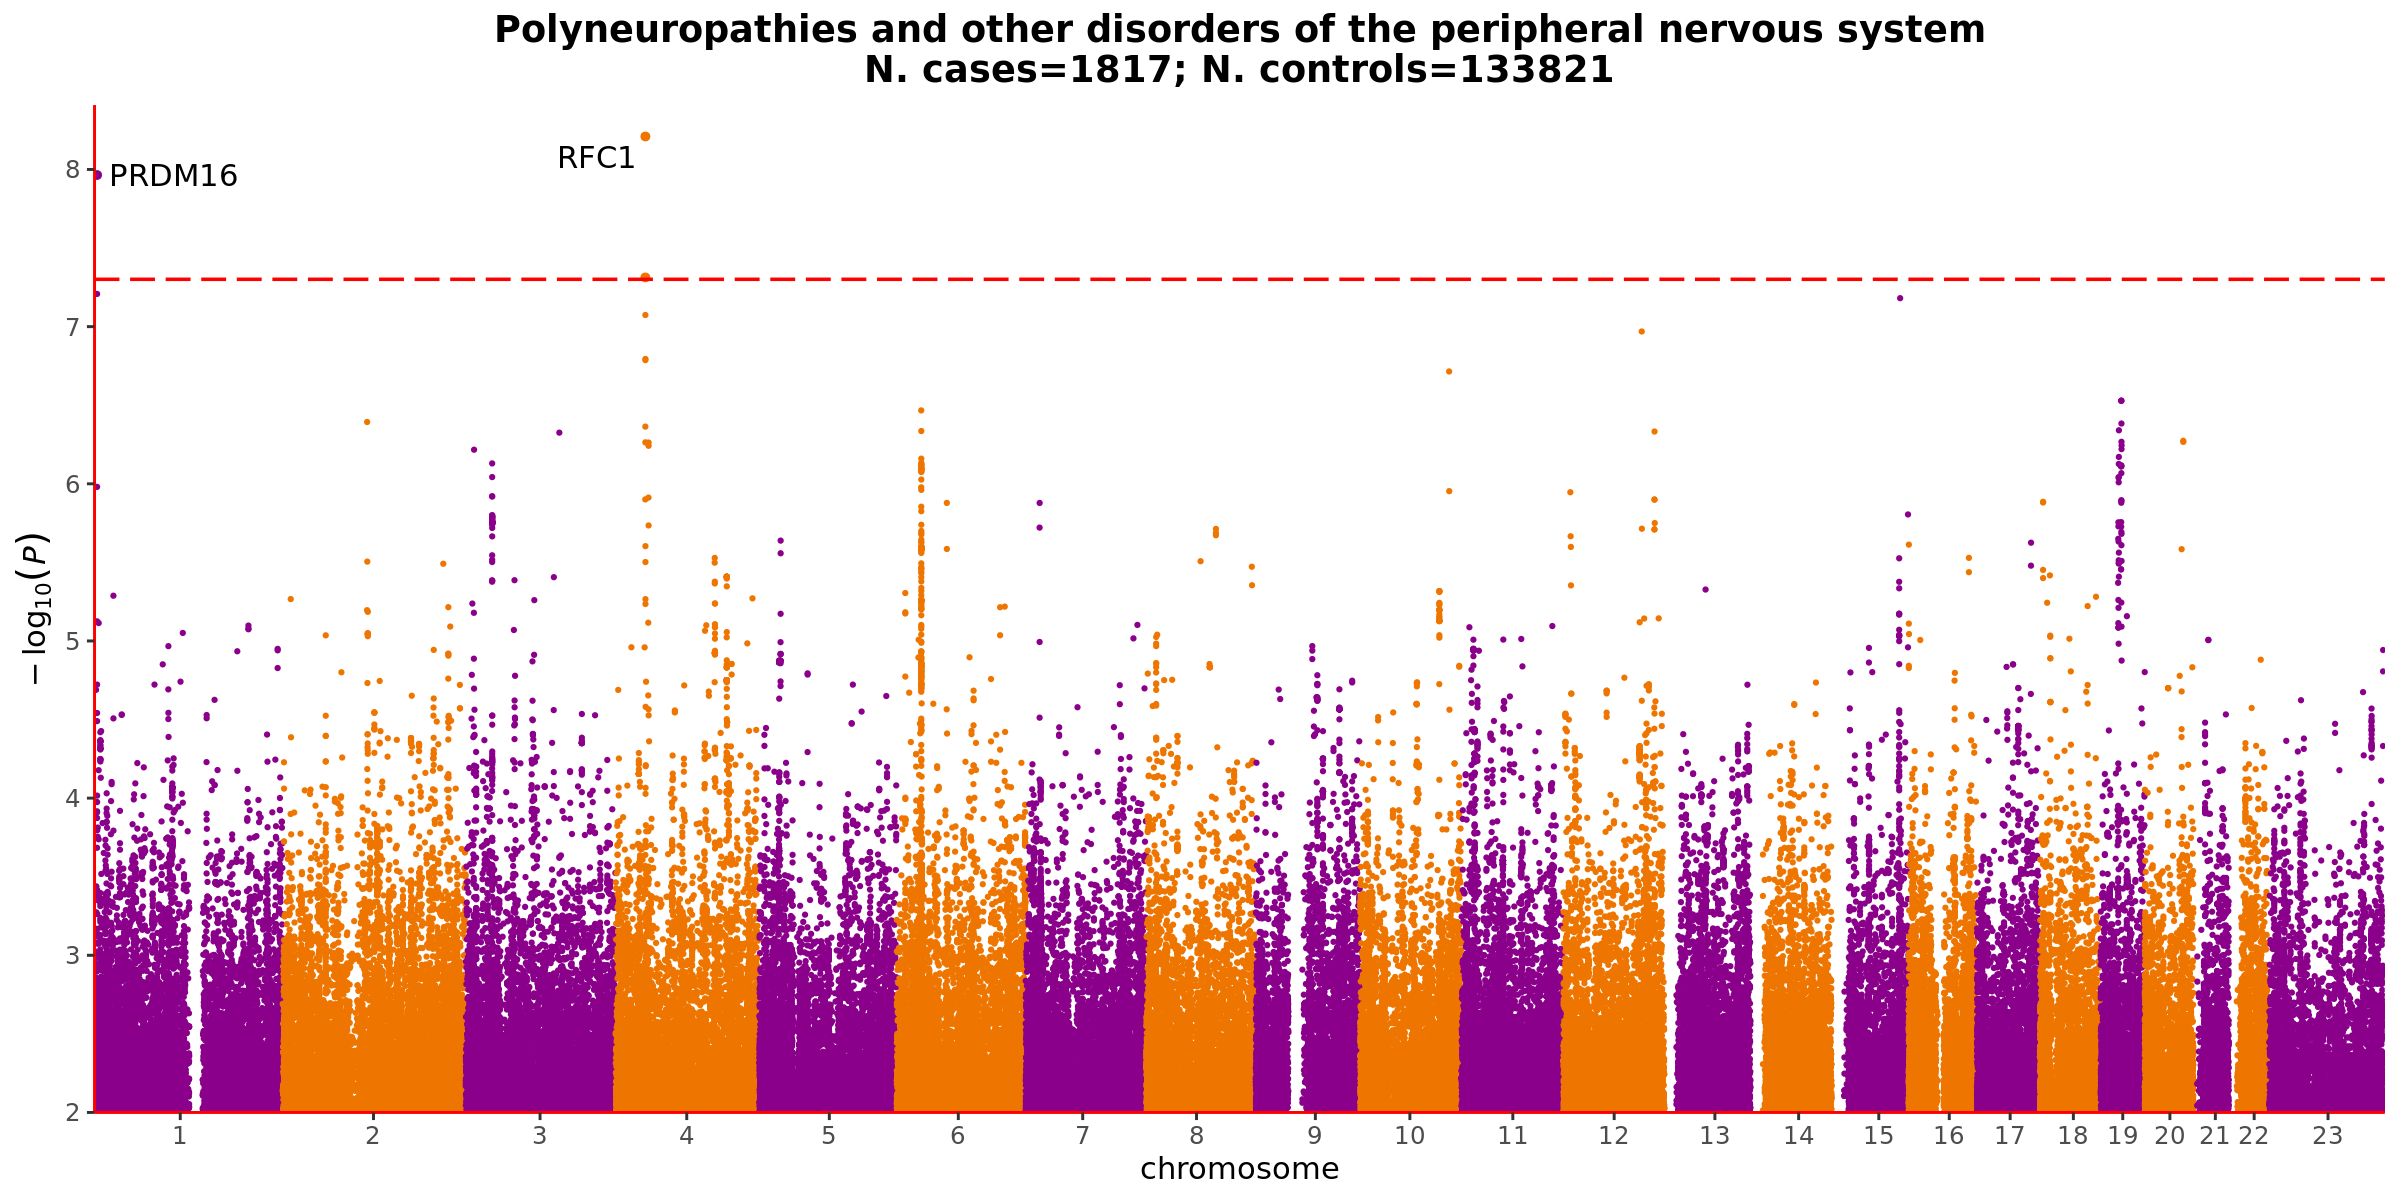 Polyneuropathies and other disorders of the peripheral nervous system
N. cases=1817; N. controls=133821
RFC1
PRDM16
8
7
6
5
4
3
2
−log10(P)
1 2 3 4 5 6 7 8 9 10 11 12 13 14 15 16 17 18 19 20 21 22 23
chromosome